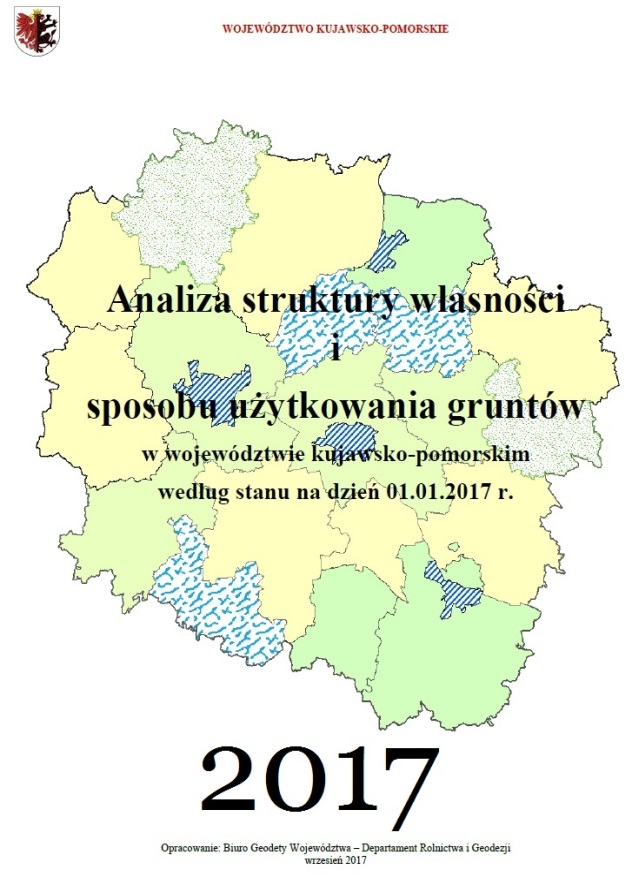 WOJEWÓDZTWO KUJAWSKO-POMORSKIE
Analiza struktury własności
i
sposobu użytkowania gruntów
w województwie kujawsko-pomorskim
według stanu na dzień 01.01.2017 r.
2017
Opracowanie: Biuro Geodety Województwa – Departament Rolnictwa i Geodezji
wrzesień 2017